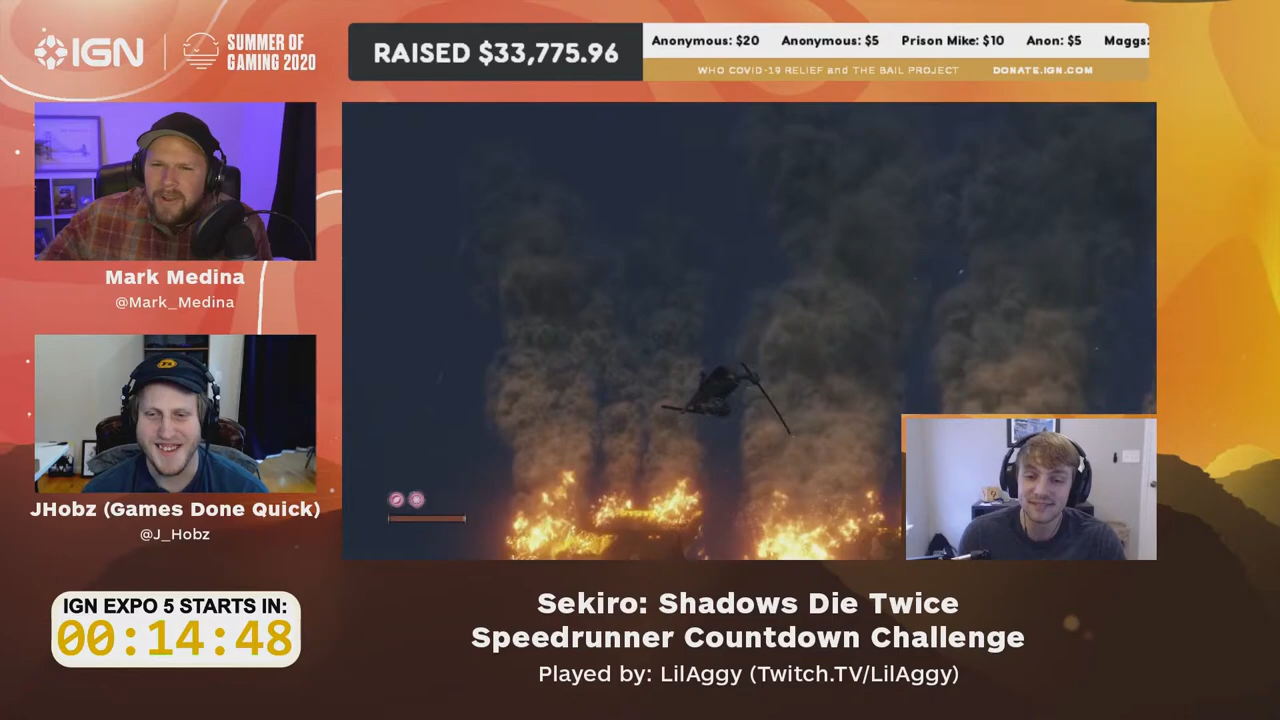 IGN
SUMMER OF
GAMING 2020
RAISED $33,775.96
Anonymous: $20 Anonymous: $5 Prison Mike: $10 Anon: $5 Maggs:
WHO COVID-19 RELIEF and THE BAIL PROJECT DONATE.IGN.COM
Mark Medina
@Mark_Medina
JHobz (Games Done Quick)
@J_Hobz
IGN EXPO 5 STARTS IN:
00:14:48
Sekiro: Shadows Die Twice
Speedrunner Countdown Challenge
Played by: LilAggy (Twitch.TV/LilAggy)